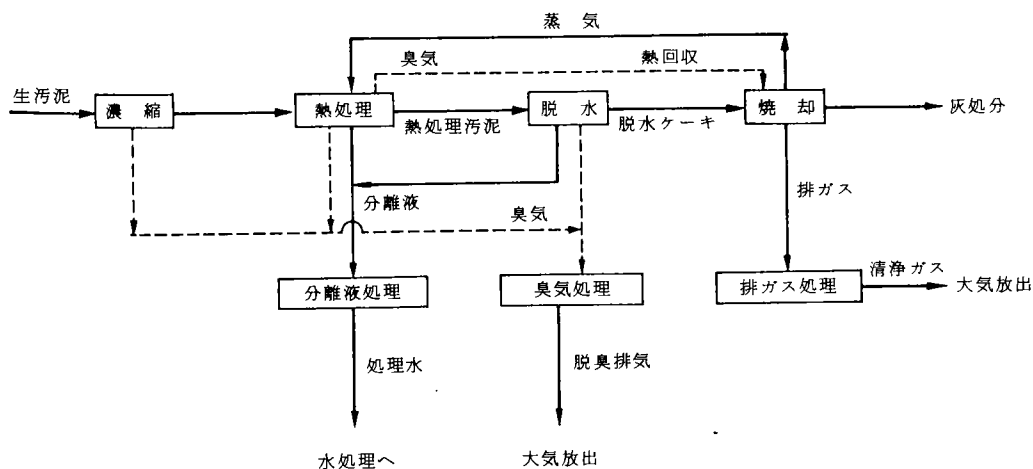 蒸気
臭気
熱回収
生汚泥
濃縮
熱処理
熱処理汚泥
脱水
脱水ケーキ
焼却
灰処分
分離液
臭気
排ガス
分離液処理
臭気処理
排ガス処理
清浄ガス
大気放出
処理水
脱臭排気
水処理へ
大気放出